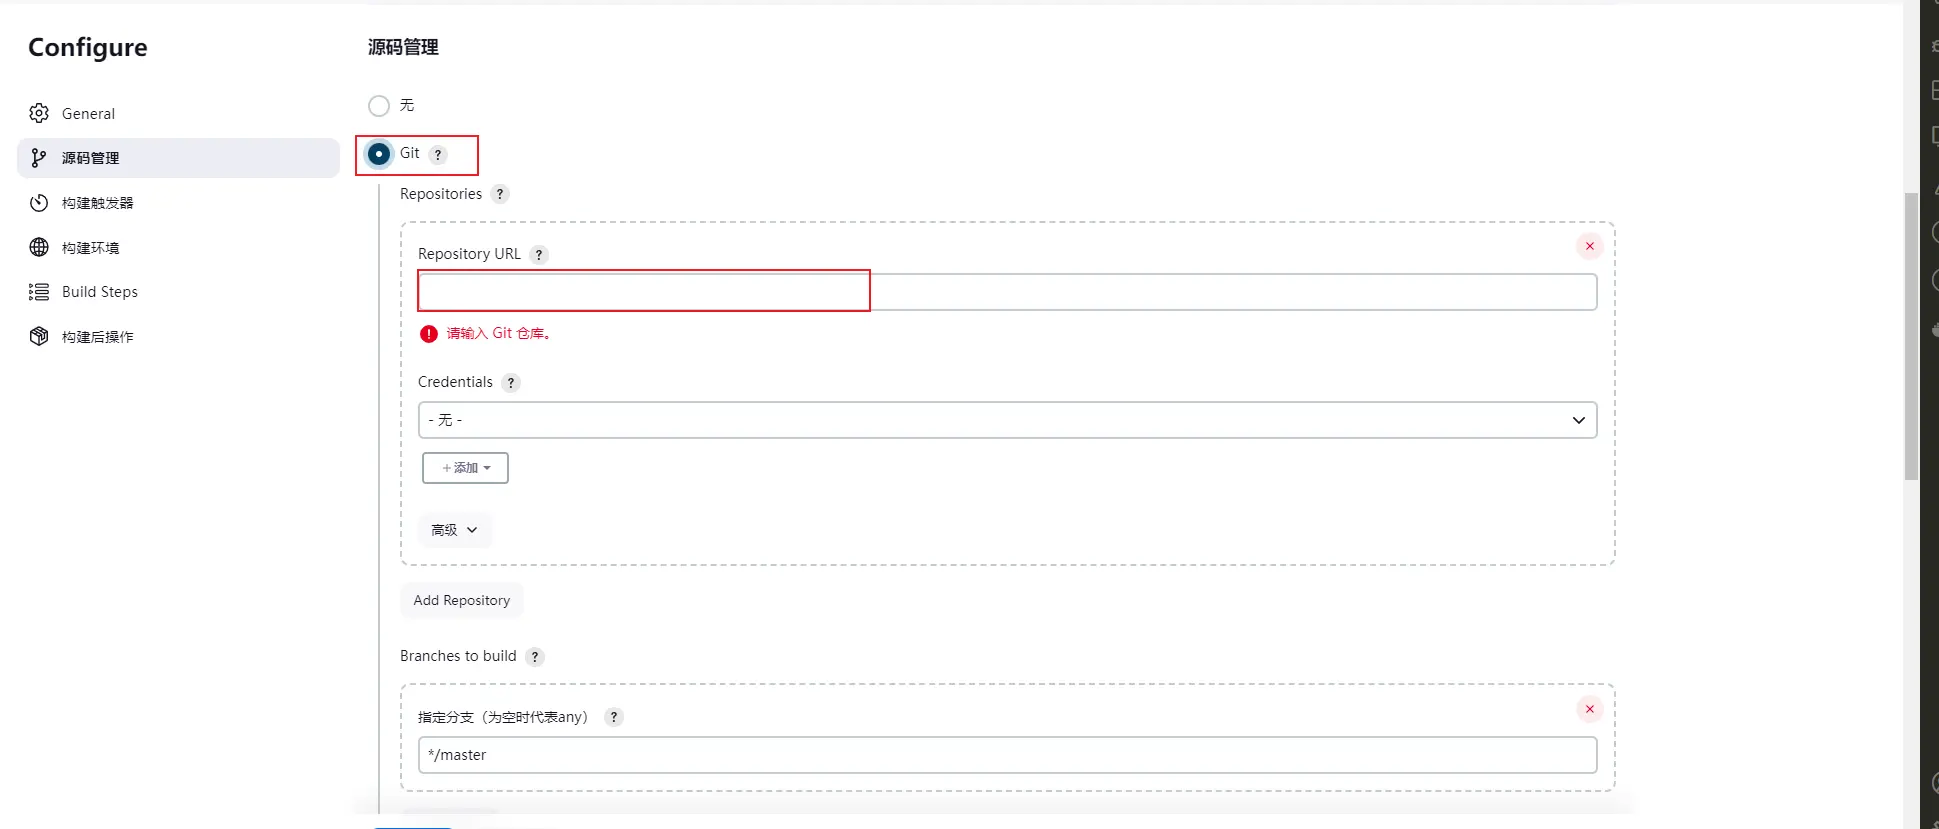 Configure
General
源码管理
构建触发器
构建环境
Build Steps
构建后操作
源码管理
无
Git ?
Repositories ?
Repository URL ?
请输入 Git 仓库。
Credentials ?
- 无 -
+添加
高级
Add Repository
Branches to build ?
指定分支（为空时代表any） ?
*/master